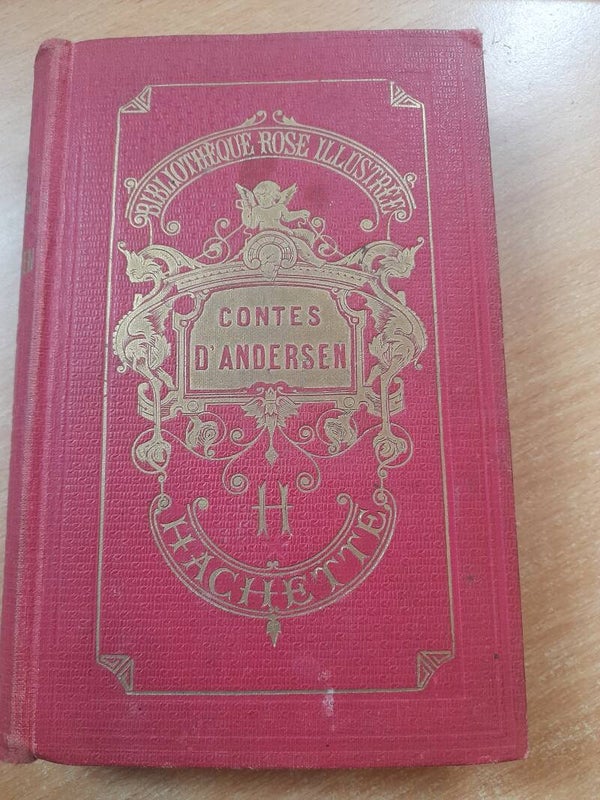 BIBLIOTHEQUE ROSE ILLUSTRÉE
CONTES
D'ANDERSEN
H
HACHETTE